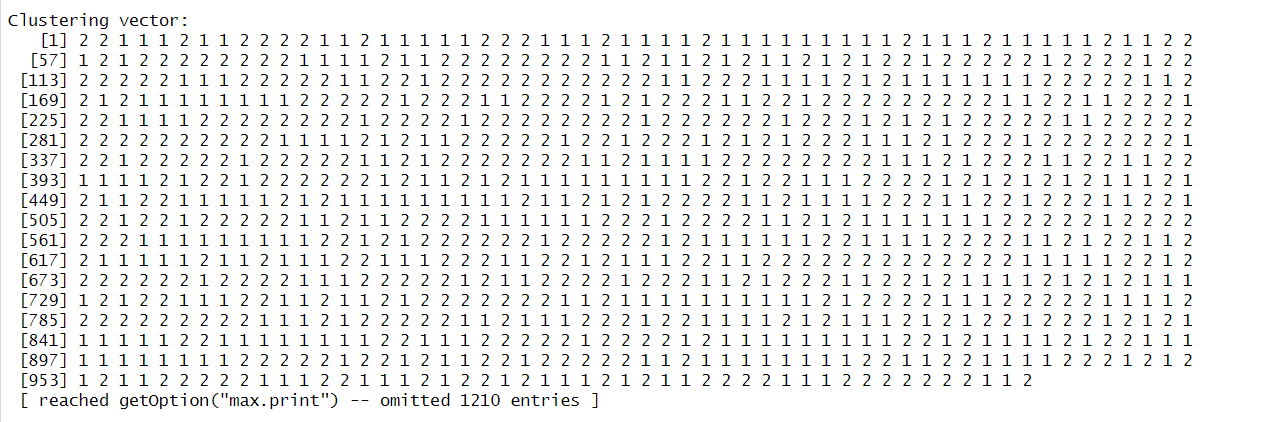 Clustering vector:
[1] 2 2 1 1 1 2 1 1 2 2 2 2 1 1 2 1 1 1 1 1 2 2 2 1 1 1 2 1 1 1 1 2 1 1 1 1 1 1 1 1 1 2 1 1 1 2 1 1 1 1 1 2 1 1 2 2
[57] 1 2 1 2 2 2 2 2 2 2 2 1 1 1 1 2 1 1 2 2 2 2 2 2 2 2 1 1 2 1 1 2 1 2 1 1 2 1 2 1 2 2 1 2 2 2 2 2 1 2 2 2 2 1 2 2
[113] 2 2 2 2 2 1 1 1 2 2 2 2 2 1 1 2 2 1 2 2 2 2 2 2 2 2 2 2 2 1 1 2 2 2 2 1 2 1 2 1 1 1 1 1 1 1 2 2 2 2 2 1 1 2
[169] 2 1 2 1 1 1 1 1 1 1 1 2 2 2 2 2 1 2 2 2 1 1 2 2 2 2 1 2 1 2 2 2 1 1 2 2 1 2 2 2 2 2 2 2 2 2 1 1 2 2 1 1 2 2 2 1
[225] 2 2 1 1 1 1 2 2 2 2 2 2 2 2 1 2 2 2 2 1 2 2 2 2 2 2 2 2 1 2 2 2 2 2 2 1 2 2 2 1 2 1 2 1 2 2 2 2 2 1 1 2 2 2 2 2
[281] 2 2 2 2 2 2 2 2 2 2 1 1 1 1 2 1 2 1 1 2 2 2 2 2 1 2 2 1 2 2 2 1 2 1 2 1 2 2 2 1 1 1 2 1 2 2 2 1 2 2 2 2 2 2 2 1
[337] 2 2 1 2 2 2 2 2 1 2 2 2 2 2 1 1 2 1 2 2 2 2 2 2 2 1 1 2 1 1 1 1 2 2 2 2 2 2 2 2 1 1 1 2 1 2 2 2 1 1 2 2 1 1 2 2
[393] 1 1 1 1 2 1 2 2 1 2 2 2 2 2 2 1 2 1 1 2 1 2 1 1 1 1 1 1 1 1 1 2 2 1 2 2 1 1 1 2 2 2 2 1 2 1 2 1 2 1 2 1 1 1 2 1
[449] 2 1 1 2 2 1 1 1 1 1 2 1 2 1 1 1 1 1 1 1 1 1 2 1 1 2 1 2 2 2 2 1 1 2 1 1 1 1 2 2 2 1 1 2 2 1 2 2 2 1 1 2 2 2 1
[505] 2 2 1 2 2 1 2 2 2 2 2 1 1 2 1 1 2 2 2 2 1 1 1 1 1 1 2 2 2 1 2 2 2 2 1 1 2 1 2 1 1 1 1 1 1 1 2 2 2 2 2 1 2 2 2
[561] 2 2 2 1 1 1 1 1 1 1 1 1 2 2 1 2 1 2 2 2 2 2 2 1 2 2 2 2 2 1 2 1 1 1 1 1 1 2 2 1 1 1 1 2 2 2 2 1 1 2 1 2 2 1 1 2
[617] 2 1 1 1 1 1 2 1 1 2 1 1 1 2 2 1 1 1 2 2 2 1 1 2 2 1 2 1 1 1 2 2 1 1 2 2 2 2 2 2 2 2 2 2 2 2 2 1 1 1 1 1 2 2 1 2
[673] 2 2 2 2 2 2 1 2 2 2 2 1 1 1 2 2 2 2 2 1 2 2 1 2 2 2 1 2 2 2 2 1 1 2 1 2 2 2 1 1 2 2 1 2 1 1 1 1 2 1 2 1 2 1 1 1
[729] 1 2 1 2 2 1 1 1 2 2 1 1 2 1 1 2 1 2 2 2 2 2 2 2 1 1 2 1 1 1 1 1 1 1 1 1 1 2 1 2 2 2 2 1 1 1 2 2 2 2 2 1 1 1 1 2
[785] 2 2 2 2 2 2 2 2 2 1 1 1 2 1 2 2 2 2 2 1 1 2 1 1 1 2 2 2 1 2 2 1 1 1 1 2 1 2 1 1 1 2 1 2 1 2 2 1 2 2 2 1 2 1 2 1
[841] 1 1 1 1 1 2 2 1 1 1 1 1 1 1 1 2 2 1 1 1 2 2 2 2 1 2 2 2 2 1 2 1 1 1 1 1 1 1 1 1 2 2 1 2 1 1 1 1 2 1 2 2 1 1 1
[897] 1 1 1 1 1 1 1 1 2 2 2 2 2 1 2 2 1 2 1 1 2 2 1 2 2 2 2 2 1 1 2 1 1 1 1 1 1 1 1 2 2 1 1 2 2 1 1 1 1 2 2 2 1 2 1 2
[953] 1 2 1 1 2 2 2 2 2 1 1 1 2 2 1 1 1 2 1 2 2 1 2 1 1 1 2 1 2 1 1 2 2 2 2 1 1 1 2 2 2 2 2 2 2 1 1 2
[ reached getOption("max.print") -- omitted 1210 entries ]